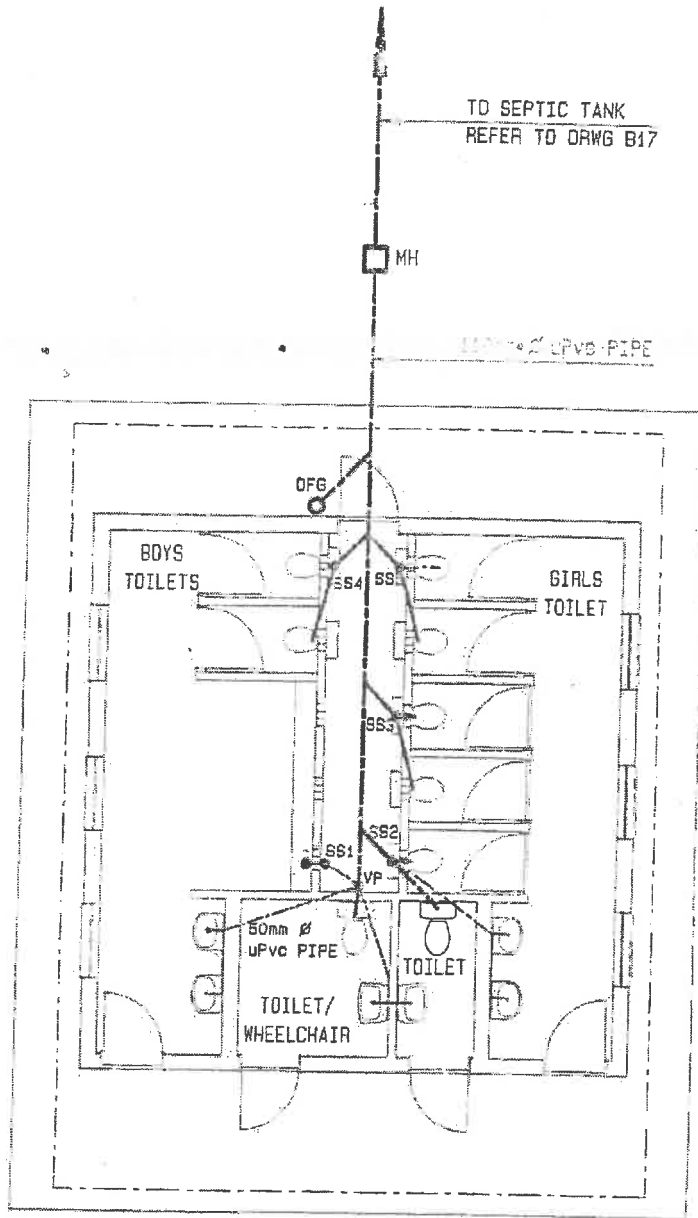 TO SEPTIC TANK
REFER TO DRWG B17
MH
uPvc PIPE
OFG
BOYS
TOILETS
SS4
SS
GIRLS
TOILET
SS3
SS2
SS1
VP
50mm Ø
uPvc PIPE
TOILET
TOILET/
WHEELCHAIR